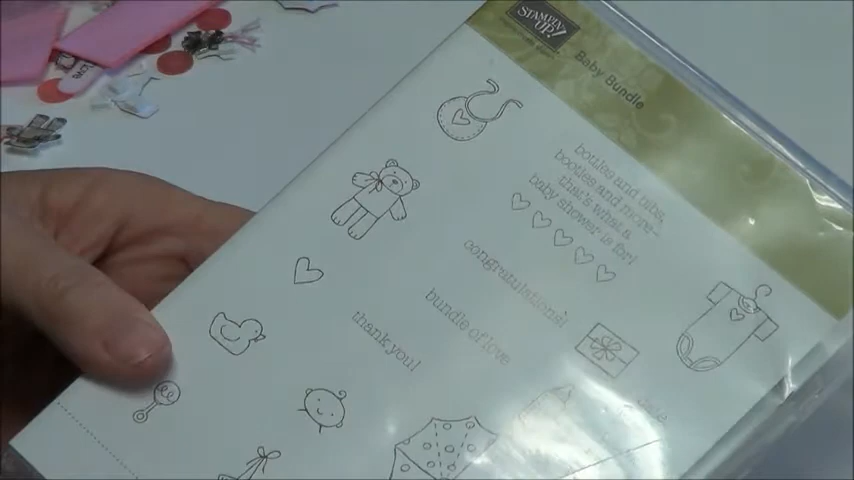 STAMPIN' UP!
Baby Bundle
bottles and bibs,
booties and more-
that's what a
baby shower is for!
congratulations!
bundle of love
thank you!